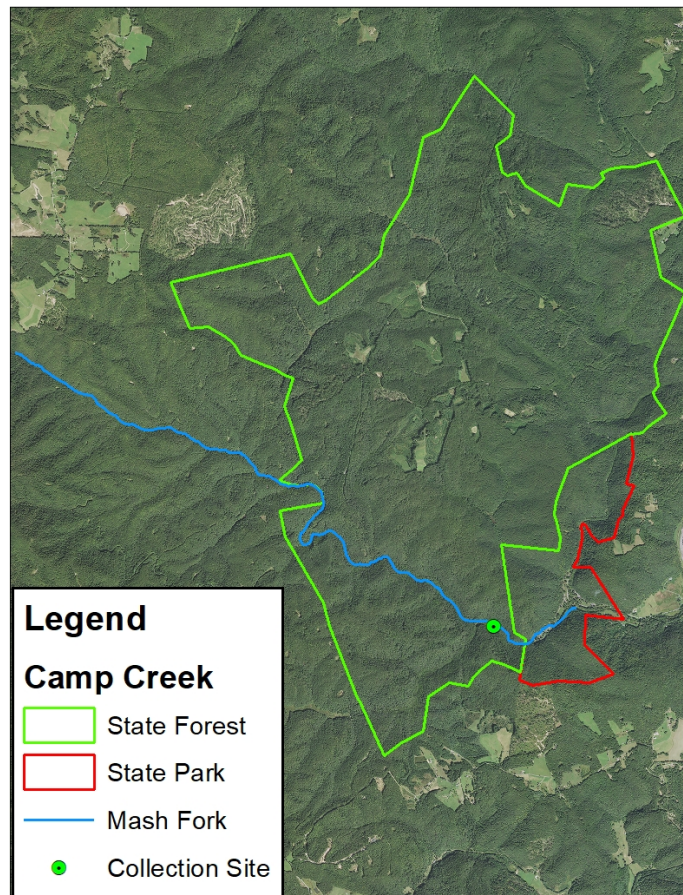 Legend
Camp Creek
State Forest
State Park
Mash Fork
Collection Site